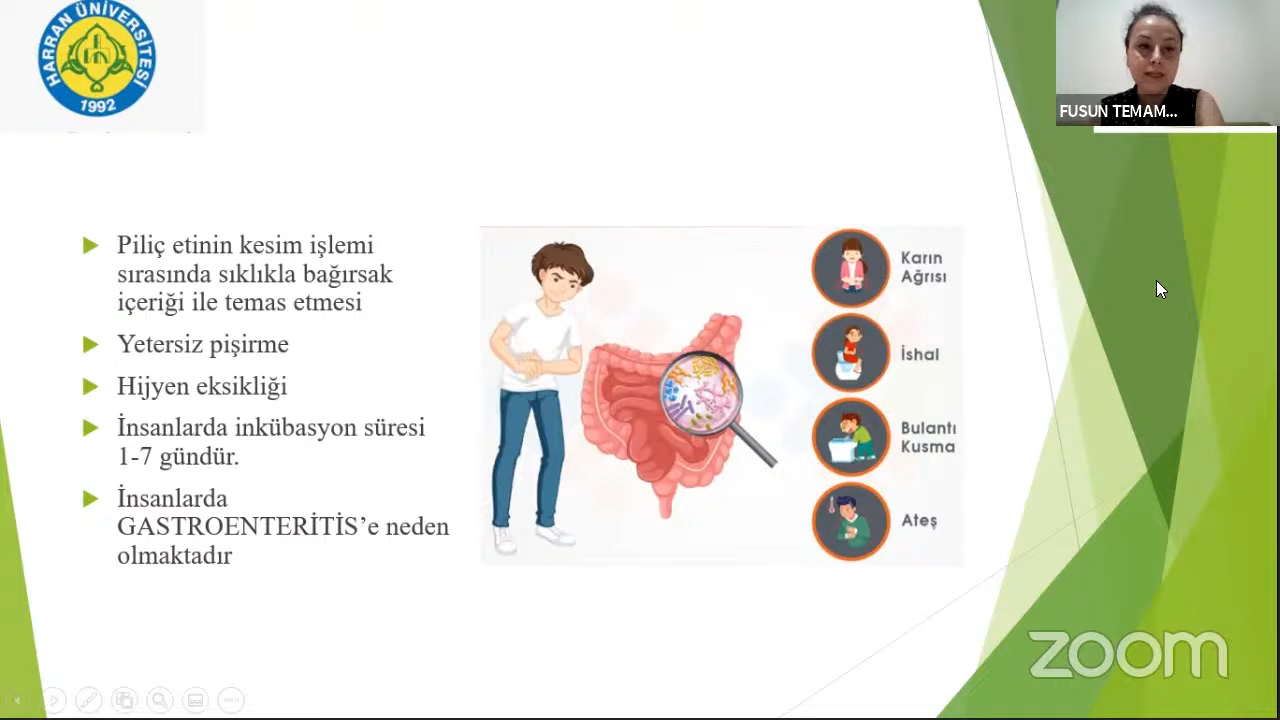 HARRAN ÜNİVERSİTESİ
1992
FUSUN TEMAM...
Piliç etinin kesim işlemi
sırasında sıklıkla bağırsak
içeriği ile temas etmesi
Yetersiz pişirme
Hijyen eksikliği
İnsanlarda inkübasyon süresi
1-7 gündür.
İnsanlarda
GASTROENTERİTİS’e neden
olmaktadır
Karın
Ağrısı
İshal
Bulantı
Kusma
Ateş
zoom